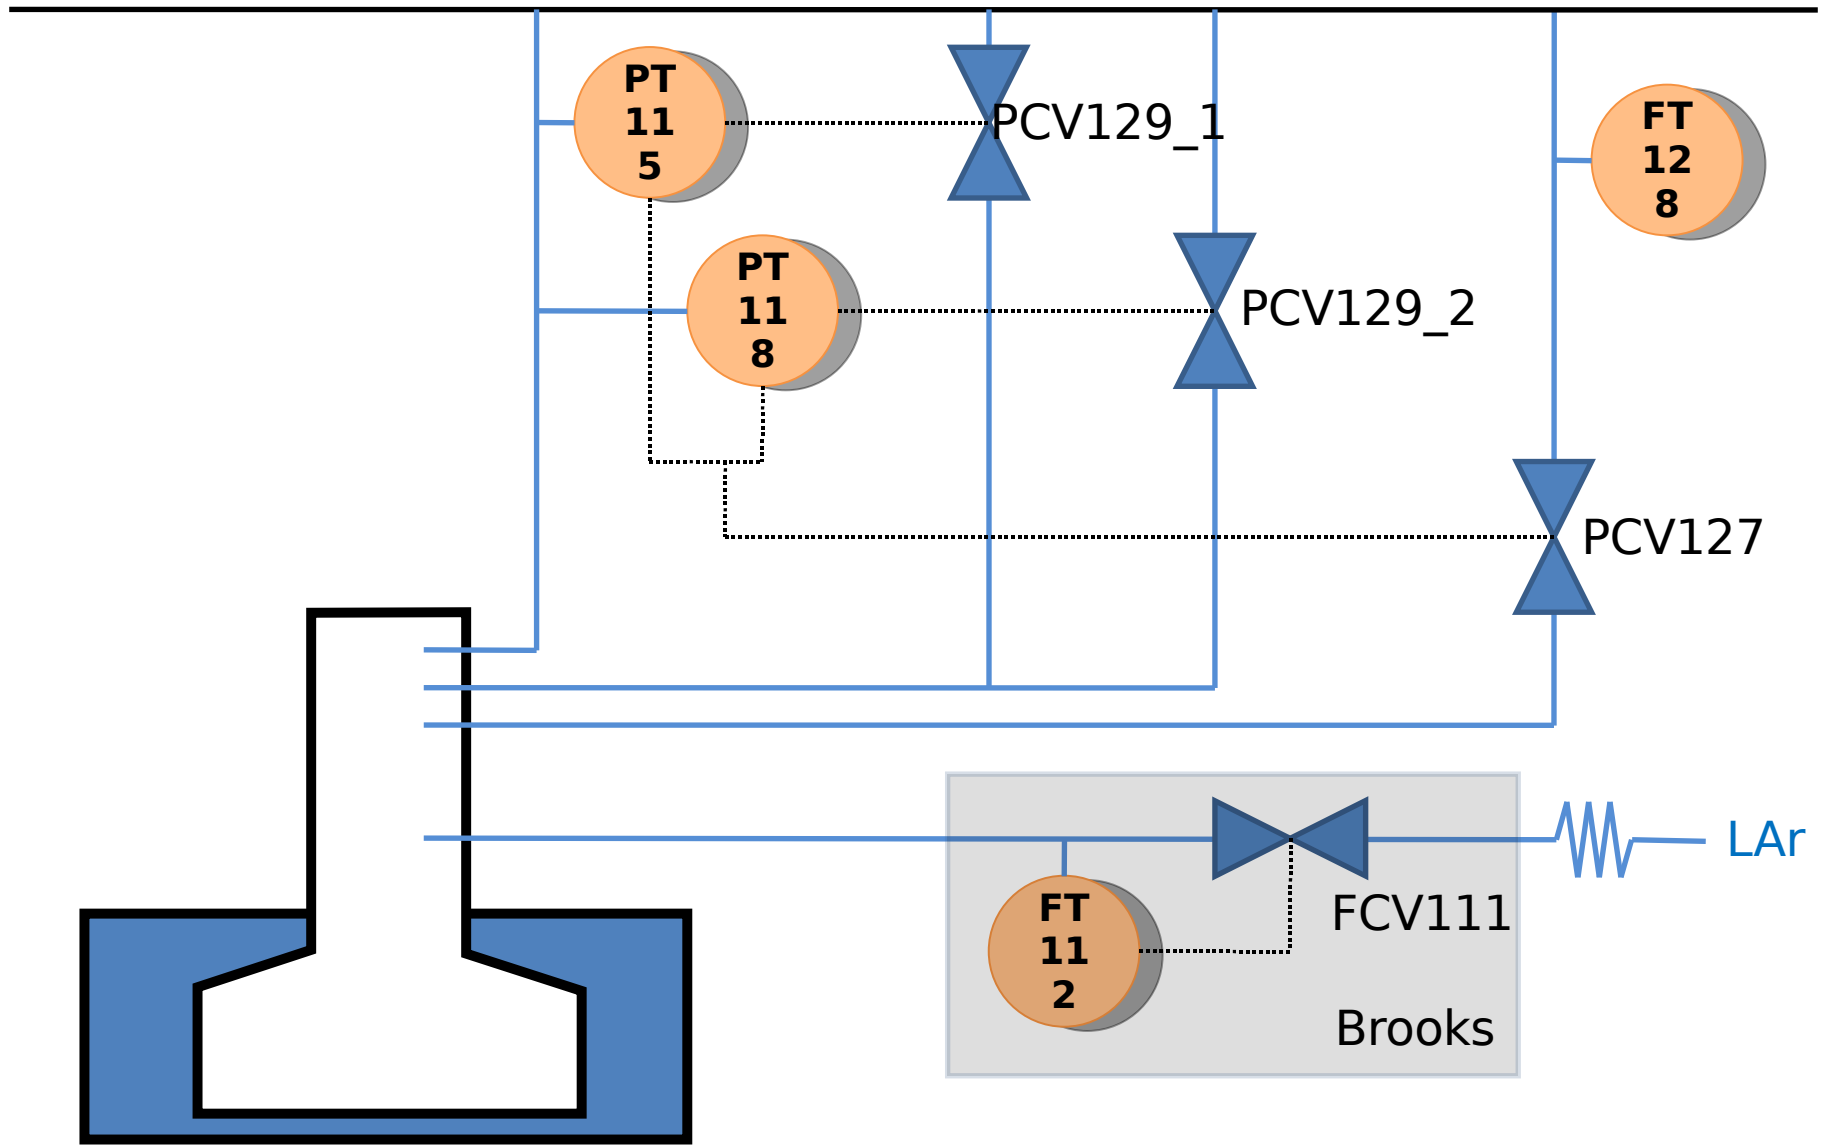 PT
11
5
PCV129_1
FT
12
8
PT
11
8
PCV129_2
PCV127
LAr
FT
11
2
FCV111
Brooks